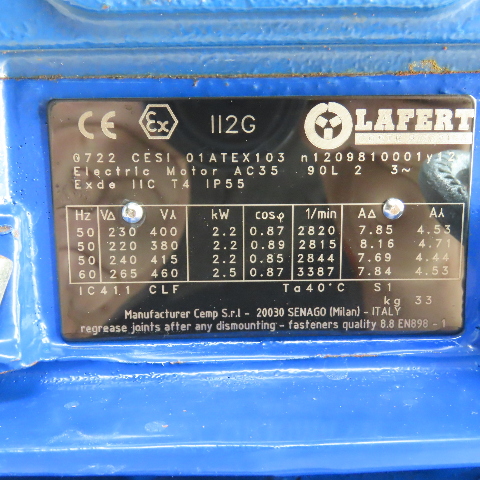 CE Ex II2G LAFERT
0722 CESI 01ATEX103 n1209810001y12
Electric Motor AC35 90L 2 3~
Exde IIC T4 IP55
Hz VΔ Vʎ kW cosφ 1/min AΔ Aʎ
50 230 400 2.2 0.87 2820 7.85 4.53
50 220 380 2.2 0.89 2815 8.16 4.71
50 240 415 2.2 0.85 2844 7.69 4.44
60 265 460 2.5 0.87 3387 7.84 4.53
IC41.1 CLF Ta40°C S1
kg 33
Manufacturer Cemp S.r.l - 20030 SENAGO (Milan) - ITALY
regrease joints after any dismounting - fasteners quality 8.8 EN898 - 1